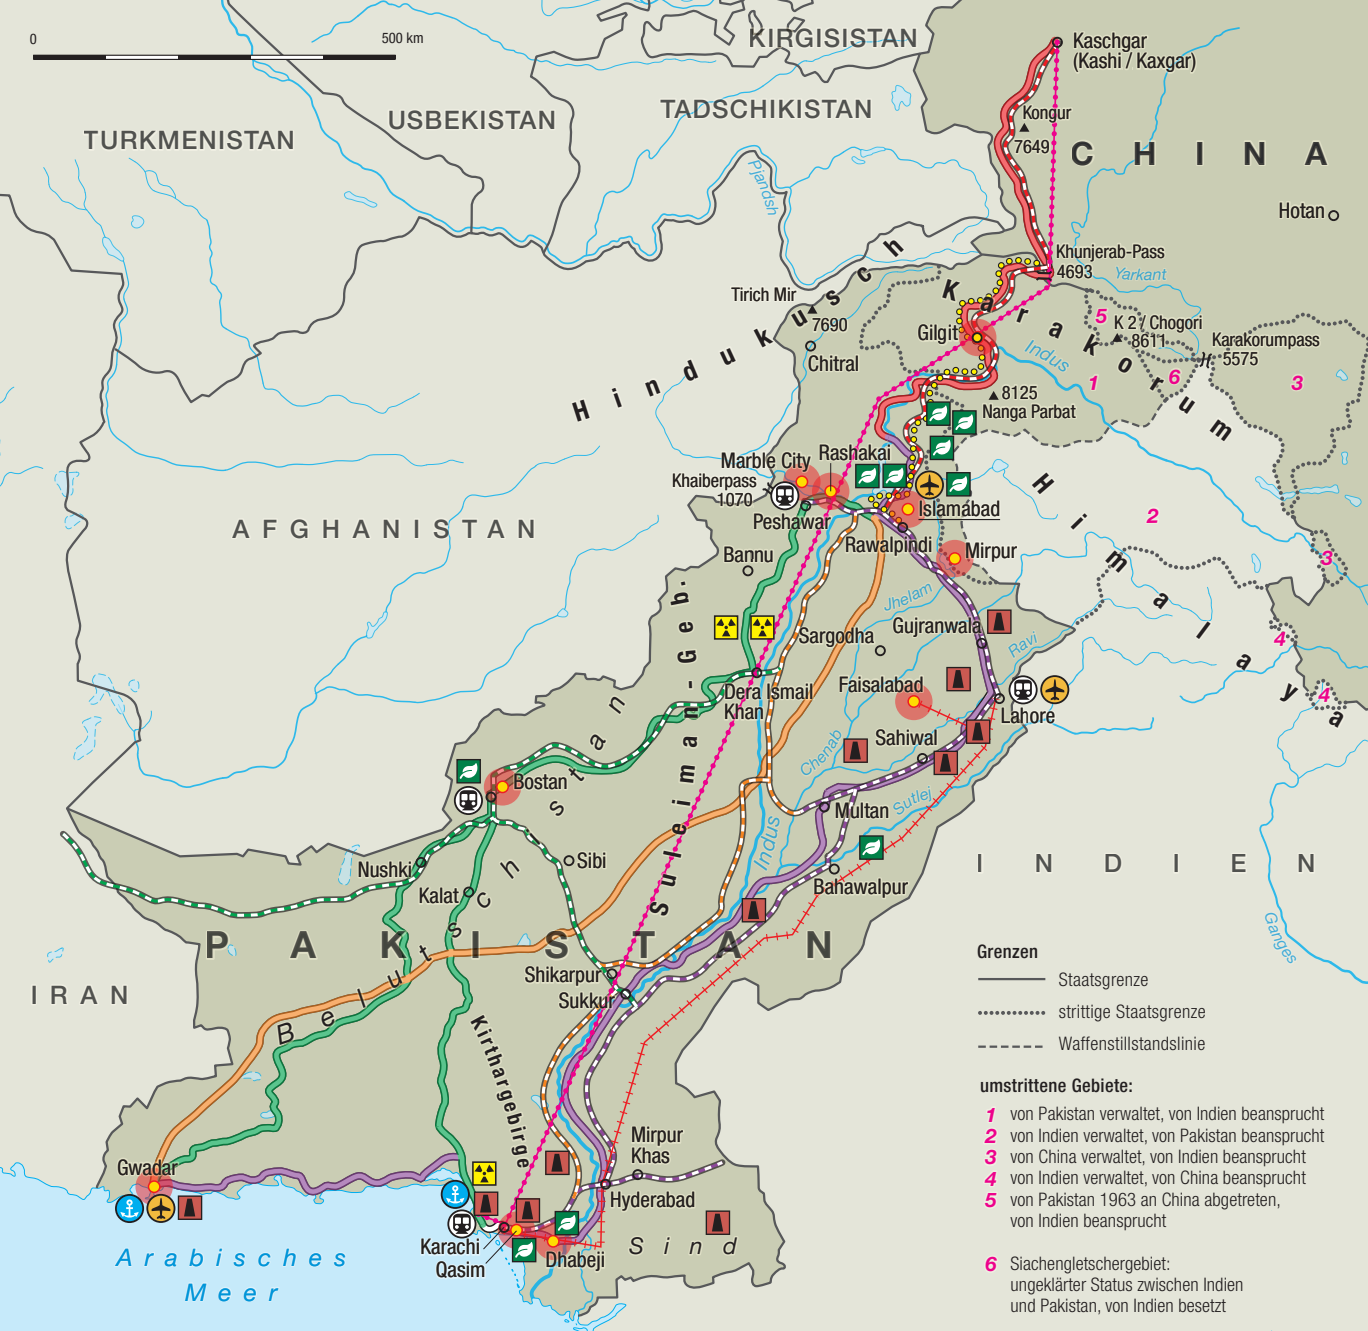 0
500 km
KIRGISISTAN
Kaschgar
(Kashi / Kaxgar)
TADSCHIKISTAN
USBEKISTAN
TURKMENISTAN
Kongur
7649
CHINA
Pjandsh
Hotan
Khunjerab-Pass
4693
Yarkant
Hindukusch
Karakorum
Tirich Mir
7690
Gilgit
5
K 2 / Chogori
8611
Karakorumpass
5575
Chitral
Indus
1
6
3
8125
Nanga Parbat
Marble City
Rashakai
Khaiberpass
1070
Himalaya
Peshawar
Islamabad
2
AFGHANISTAN
Rawalpindi
Mirpur
Bannu
3
Jhelam
Suleiman-Geb.
Sargodha
Gujranwala
Ravi
4
Dera Ismail
Khan
Faisalabad
4
Lahore
Chenab
Sahiwal
Bostan
Sutlej
Multan
Indus
Belutschistan
Nushki
Sibi
INDIEN
Kalat
Bahawalpur
Ganges
PAKISTAN
Grenzen
Shikarpur
Staatsgrenze
IRAN
Sukkur
strittige Staatsgrenze
Kirthargebirge
Waffenstillstandslinie
umstrittene Gebiete:
1 von Pakistan verwaltet, von Indien beansprucht
2 von Indien verwaltet, von Pakistan beansprucht
3 von China verwaltet, von Indien beansprucht
4 von Indien verwaltet, von China beansprucht
5 von Pakistan 1963 an China abgetreten,
von Indien beansprucht
Mirpur
Khas
Gwadar
Hyderabad
Karachi
Qasim
Dhabeji
Sind
Arabisches
Meer
6 Siachengletschergebiet:
ungeklärter Status zwischen Indien
und Pakistan, von Indien besetzt